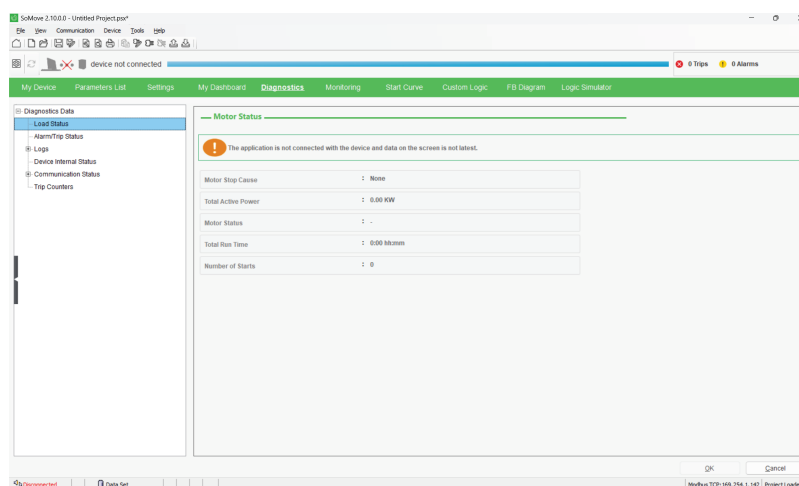 SoMove 2.10.0.0 - Untitled Project.psx*
File View Communication Device Tools Help
device not connected
0 Trips 0 Alarms
My Device Parameters List Settings My Dashboard Diagnostics Monitoring Start Curve Custom Logic FB Diagram Logic Simulator
Diagnostics Data
Load Status
Alarm/Trip Status
Logs
Device Internal Status
Communication Status
Trip Counters
Motor Status
The application is not connected with the device and data on the screen is not latest.
Motor Stop Cause : None
Total Active Power : 0.00 KW
Motor Status : -
Total Run Time : 0:00 hh:mm
Number of Starts : 0
OK Cancel
Disconnected Data Set Modbus TCP: 169.254.1.142 Project Loade